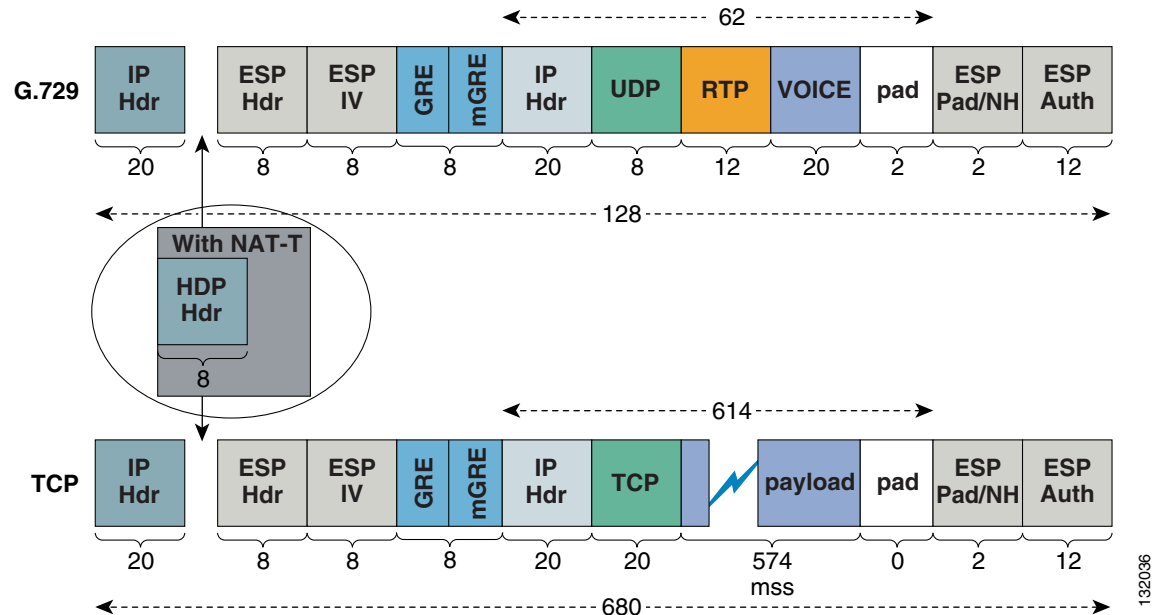 62
G.729
IP Hdr
ESP Hdr
ESP IV
GRE
mGRE
IP Hdr
UDP
RTP
VOICE
pad
ESP Pad/NH
ESP Auth
20
8
8
8
20
8
12
20
2
2
12
128
With NAT-T
HDP Hdr
8
614
TCP
IP Hdr
ESP Hdr
ESP IV
GRE
mGRE
IP Hdr
TCP
payload
pad
ESP Pad/NH
ESP Auth
20
8
8
8
20
20
574 mss
0
2
12
680
132036